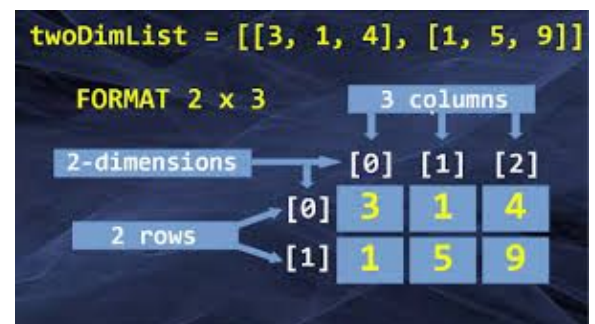 twoDimList = [[3, 1, 4], [1, 5, 9]]
FORMAT 2 x 3
3 columns
2-dimensions
[0] [1] [2]
[0] 3 1 4
2 rows
[1] 1 5 9